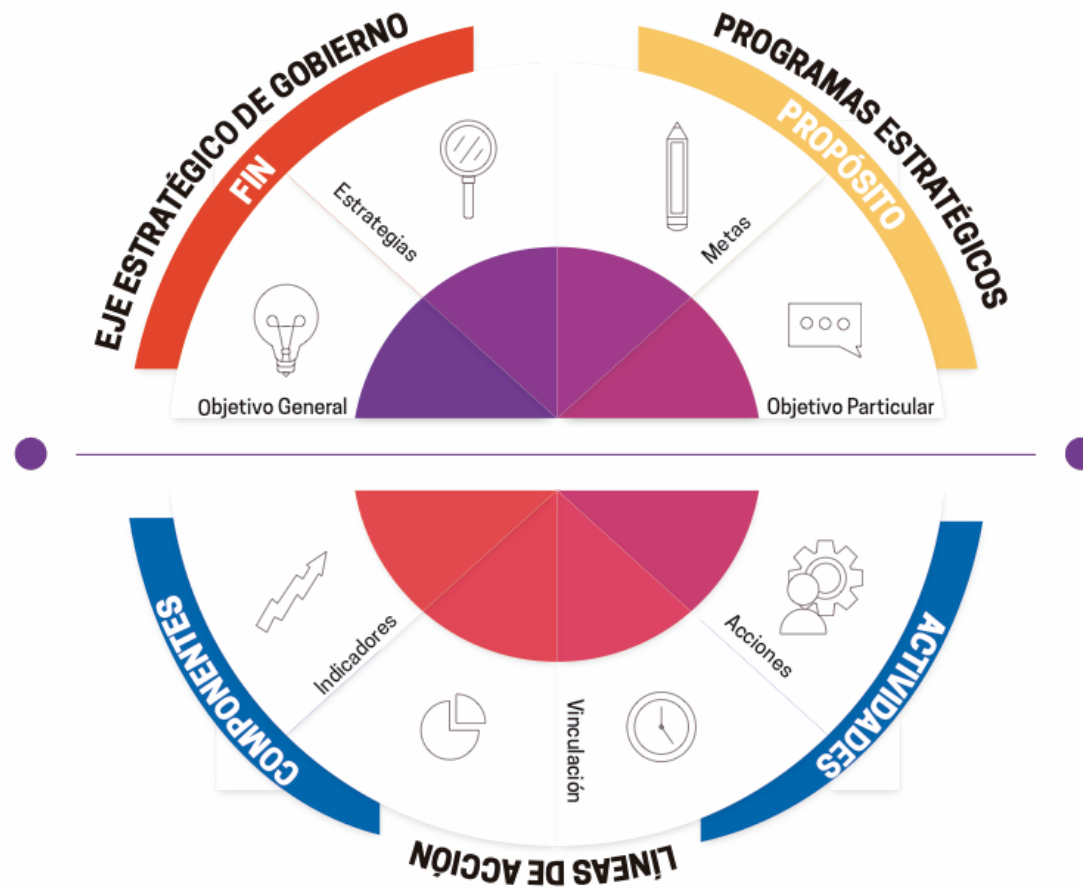 EJE ESTRATÉGICO DE GOBIERNO
FIN
Objetivo General
Estrategias
PROGRAMAS ESTRATÉGICOS
PROPÓSITO
Metas
Objetivo Particular
COMPONENTES
Indicadores
Vinculación
Acciones
ACTIVIDADES
LÍNEAS DE ACCIÓN